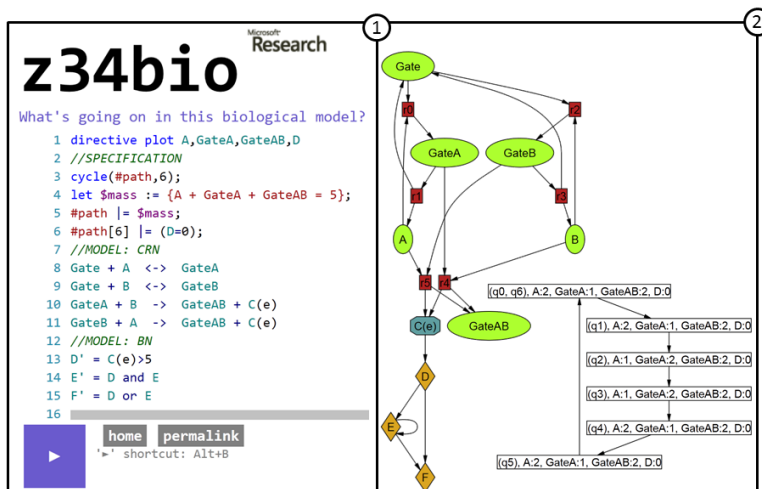 Microsoft
Research
z34bio
What's going on in this biological model?
1 directive plot A,GateA,GateAB,D
2 //SPECIFICATION
3 cycle(#path,6);
4 let $mass := {A + GateA + GateAB = 5};
5 #path |= $mass;
6 #path[6] |= (D=0);
7 //MODEL: CRN
8 Gate + A <-> GateA
9 Gate + B <-> GateB
10 GateA + B -> GateAB + C(e)
11 GateB + A -> GateAB + C(e)
12 //MODEL: BN
13 D' = C(e)>5
14 E' = D and E
15 F' = D or E
16
home permalink
'►' shortcut: Alt+B
1
2
Gate
r0
r2
GateA
GateB
r1
r3
A
B
r5
r4
C(e)
GateAB
D
E
F
(q0, q6), A:2, GateA:1, GateAB:2, D:0
(q1), A:2, GateA:1, GateAB:2, D:0
(q2), A:1, GateA:2, GateAB:2, D:0
(q3), A:1, GateA:2, GateAB:2, D:0
(q4), A:2, GateA:1, GateAB:2, D:0
(q5), A:2, GateA:1, GateAB:2, D:0